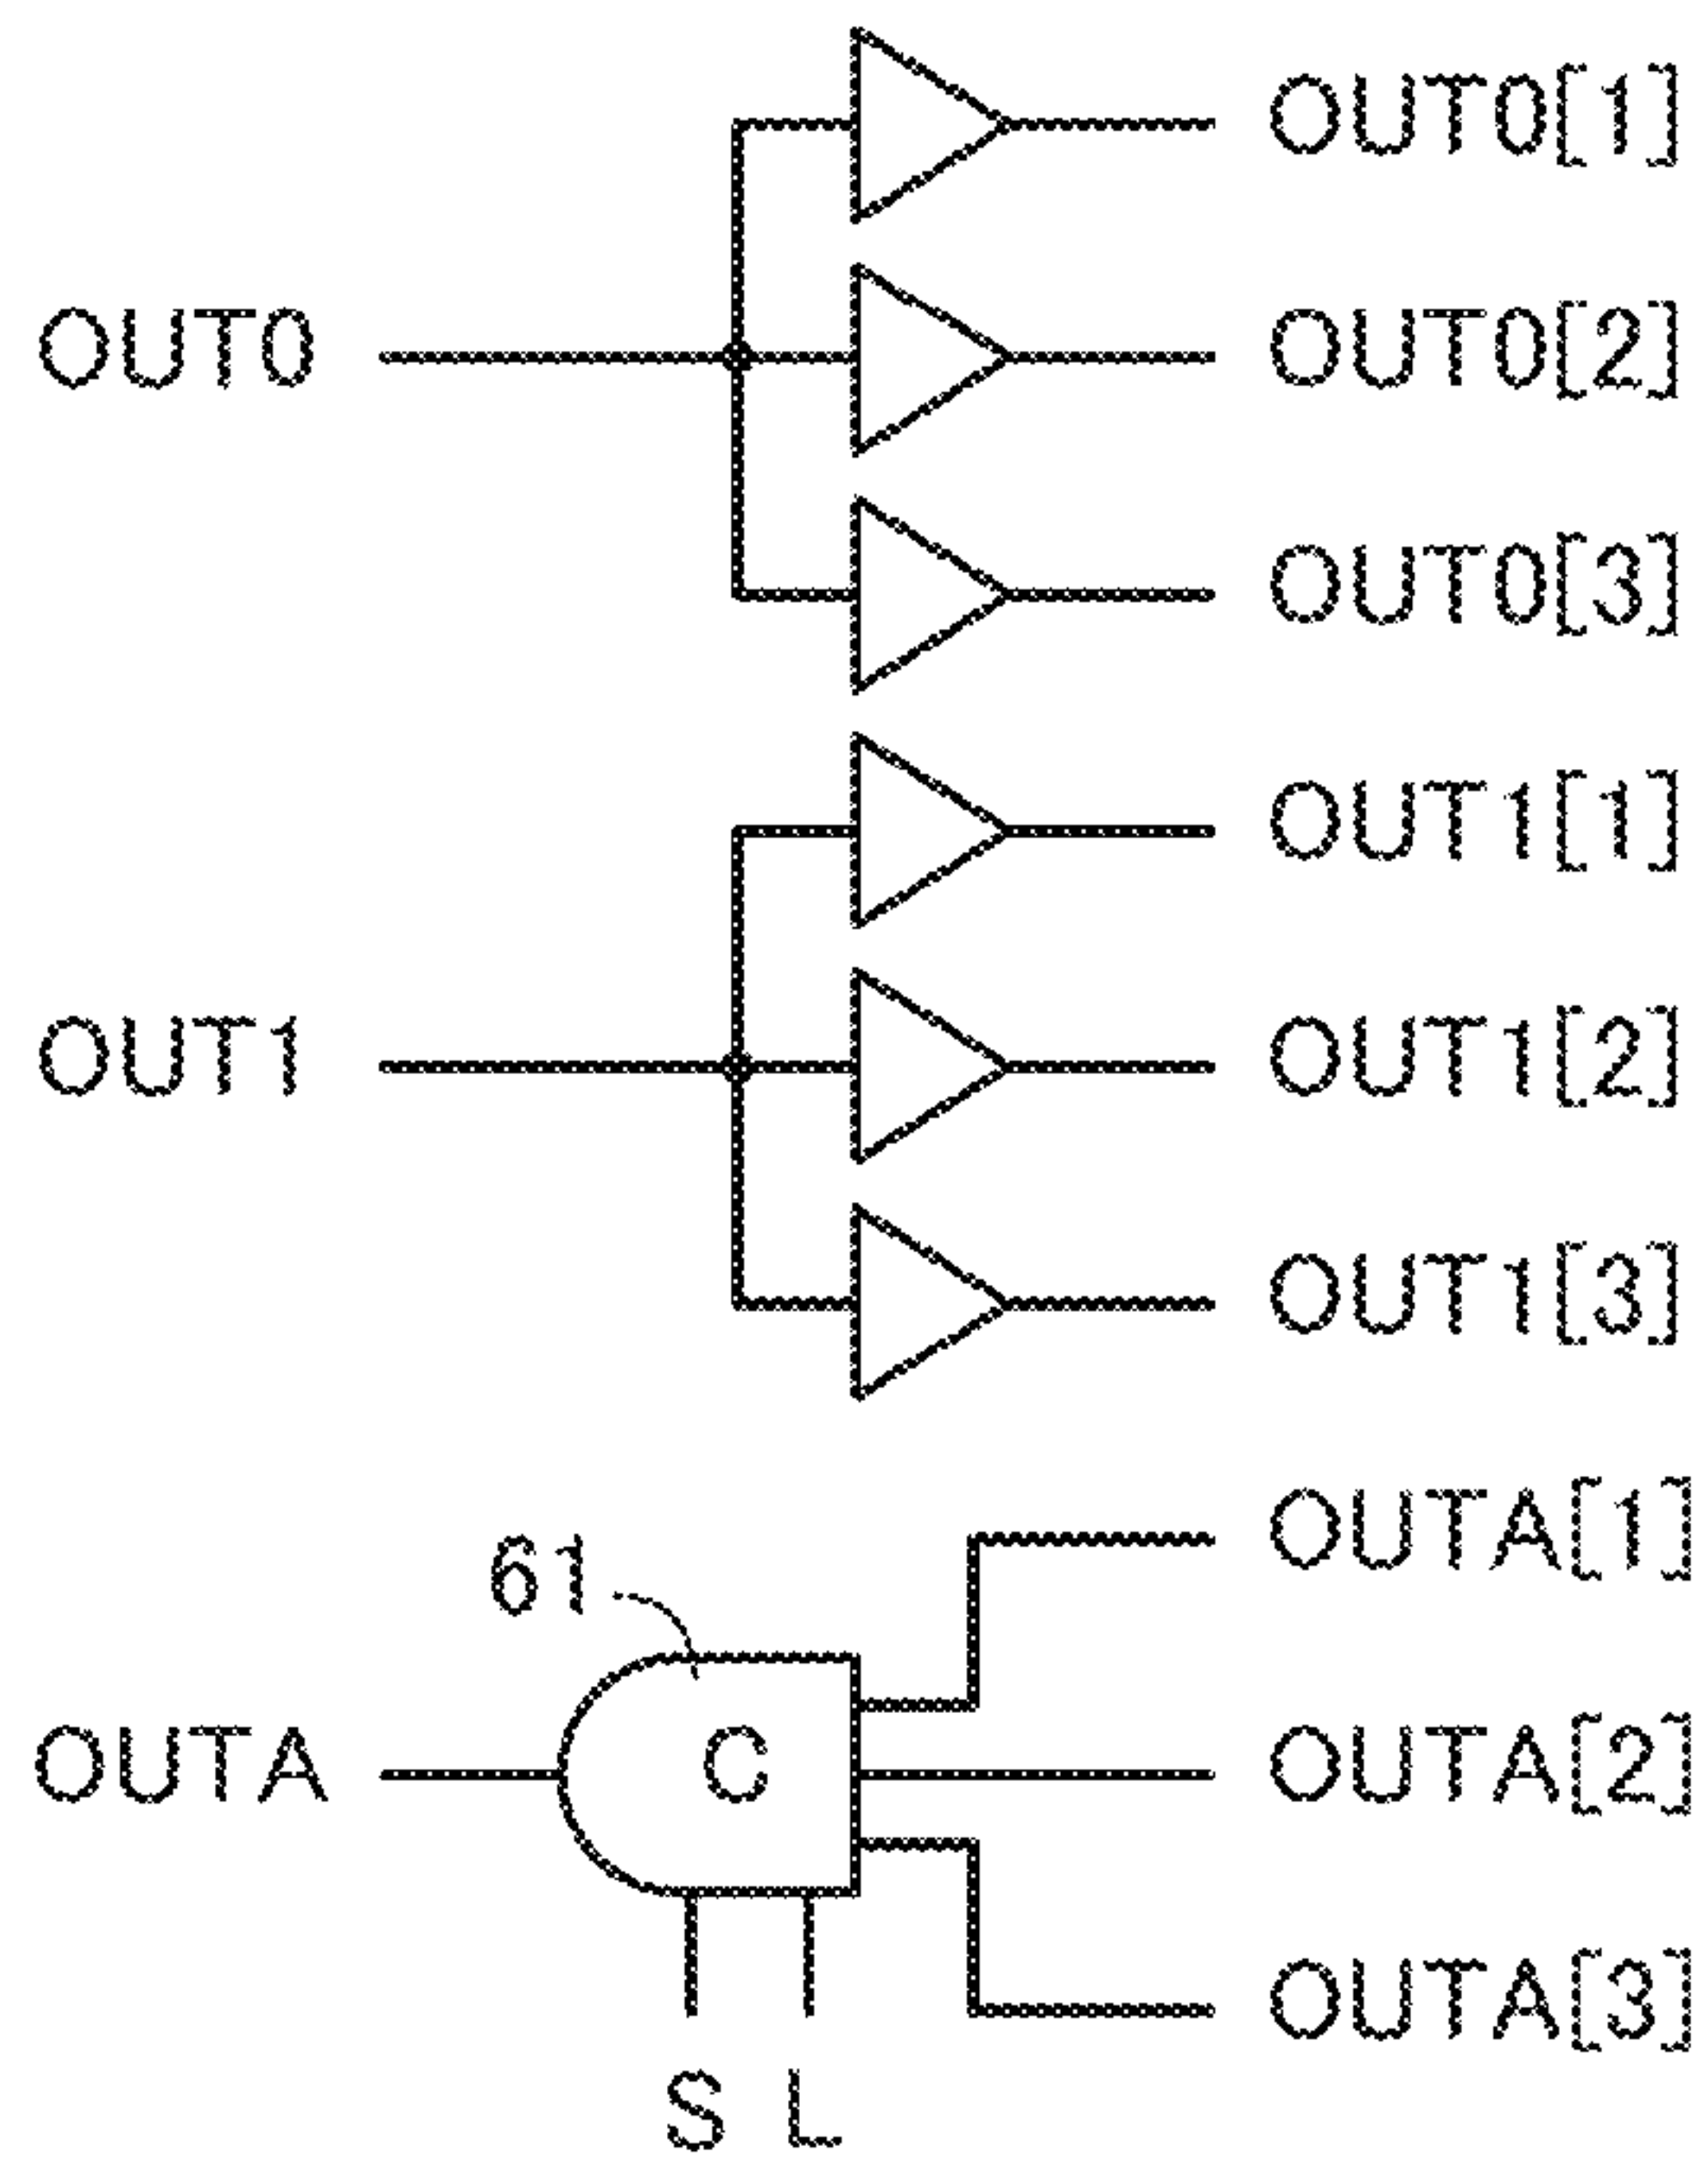 OUT0[1]
OUT0
OUT0[2]
OUT0[3]
OUT1[1]
OUT1
OUT1[2]
OUT1[3]
OUTA[1]
61
OUTA
C
OUTA[2]
OUTA[3]
S L